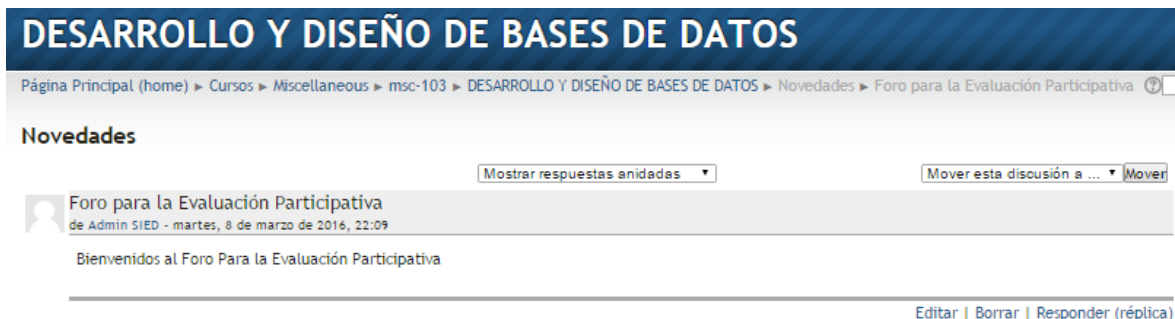 DESARROLLO Y DISEÑO DE BASES DE DATOS
Página Principal (home) ► Cursos ► Miscellaneous ► msc-103 ► DESARROLLO Y DISEÑO DE BASES DE DATOS ► Novedades ► Foro para la Evaluación Participativa
Novedades
Mostrar respuestas anidadas Mover esta discusión a ... Mover
Foro para la Evaluación Participativa
de Admin SIED - martes, 8 de marzo de 2016, 22:09
Bienvenidos al Foro Para la Evaluación Participativa
Editar | Borrar | Responder (réplica)